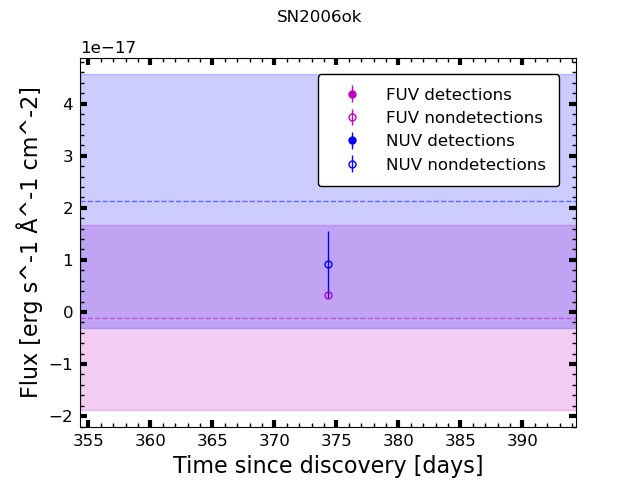 SN2006ok
1e−17
FUV detections
FUV nondetections
NUV detections
NUV nondetections
4
3
2
1
0
−1
−2
Flux [erg s^-1 Å^-1 cm^-2]
355 360 365 370 375 380 385 390
Time since discovery [days]